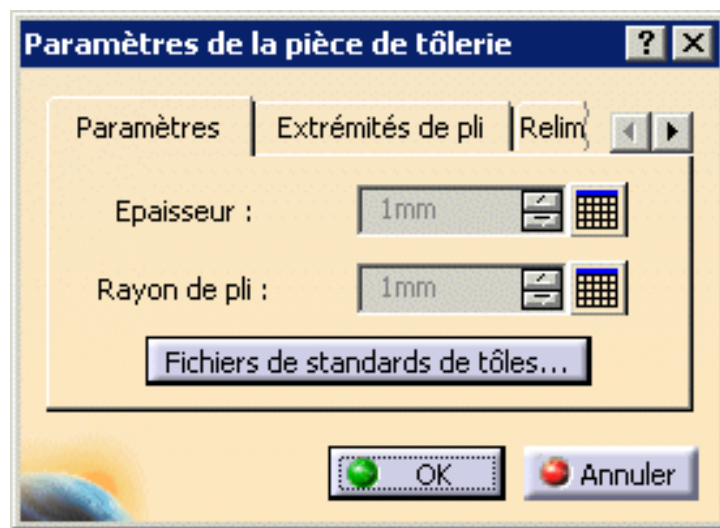 Paramètres de la pièce de tôlerie
Paramètres Extrémités de pli Relim
Epaisseur : 1mm
Rayon de pli : 1mm
Fichiers de standards de tôles...
OK Annuler